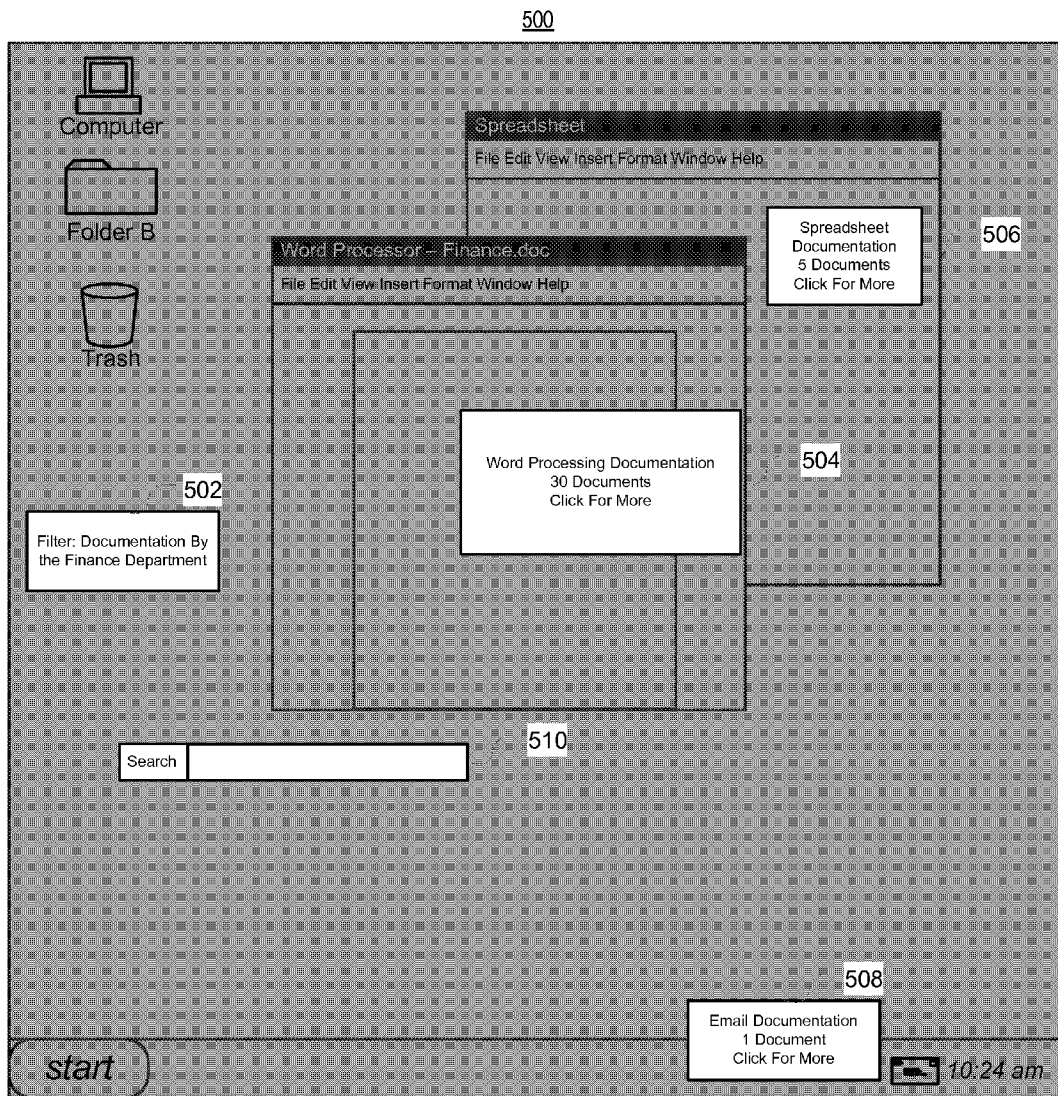 500
Computer
Folder B
Trash
Spreadsheet
File Edit View Insert Format Window Help
Spreadsheet
Documentation
5 Documents
Click For More
506
Word Processor – Finance.doc
File Edit View Insert Format Window Help
Word Processing Documentation
30 Documents
Click For More
504
502
Filter: Documentation By
the Finance Department
510
Search
508
Email Documentation
1 Document
Click For More
start
10:24 am